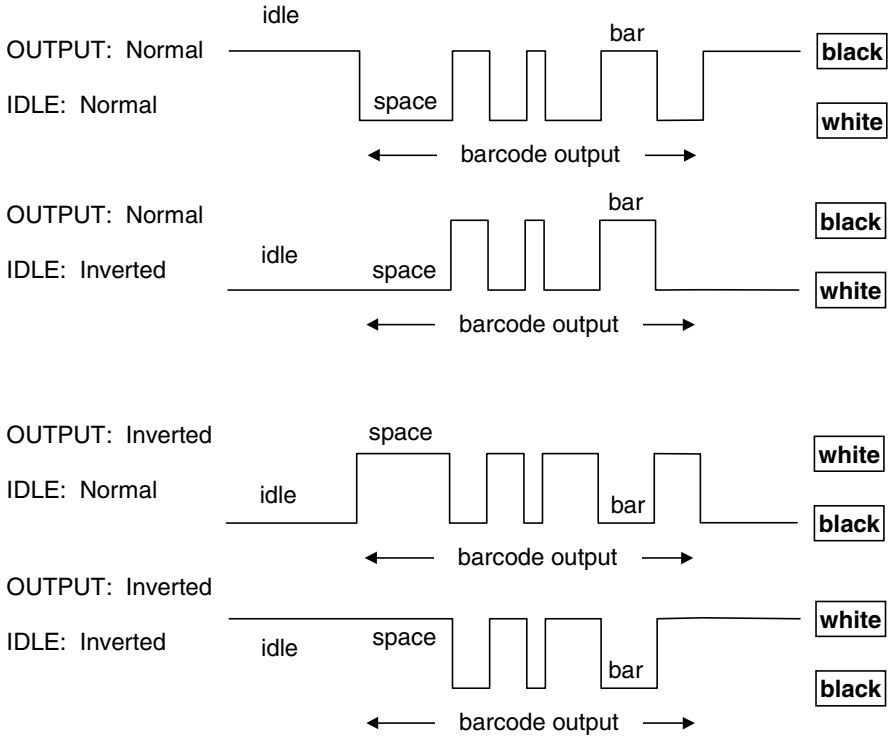 idle
OUTPUT: Normal
bar
black
IDLE: Normal
space
white
barcode output
OUTPUT: Normal
bar
black
IDLE: Inverted
idle
space
white
barcode output
OUTPUT: Inverted
space
white
IDLE: Normal
idle
bar
black
barcode output
OUTPUT: Inverted
white
IDLE: Inverted
idle
space
bar
black
barcode output